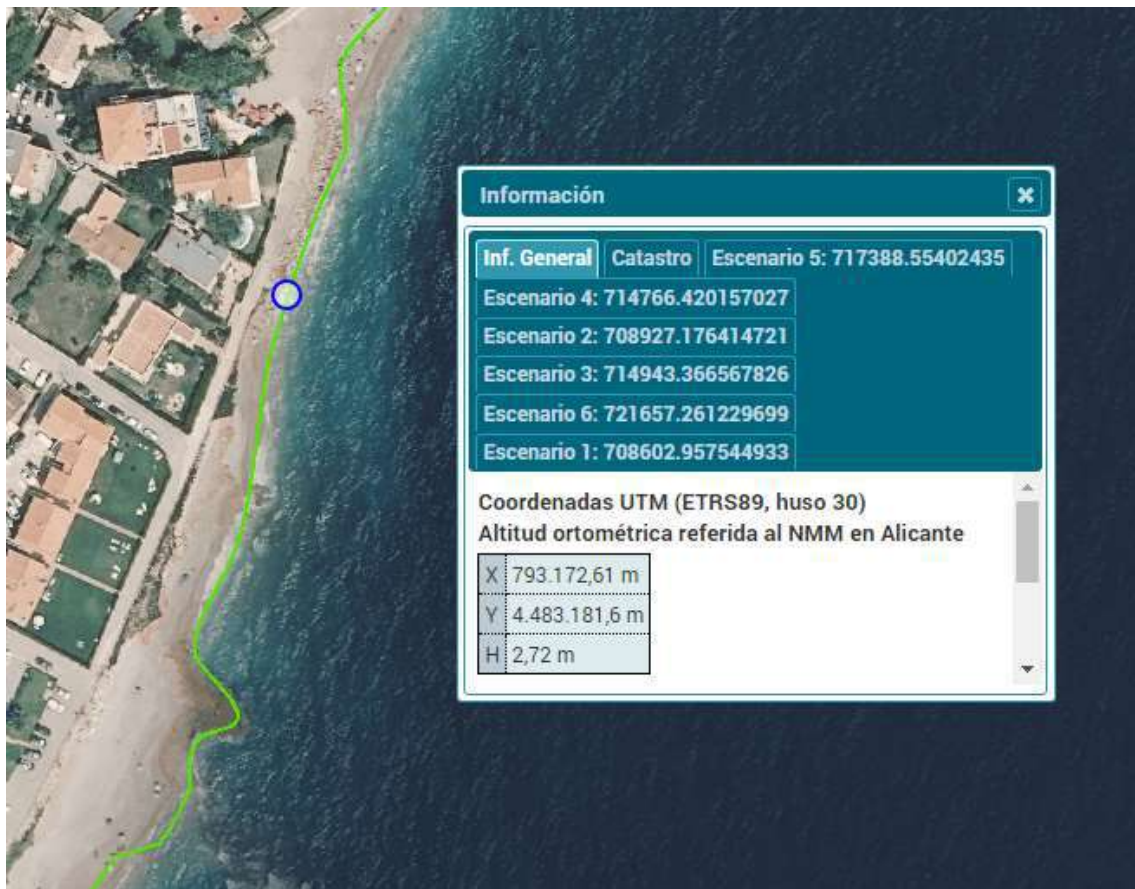 Información
Inf. General Catastro Escenario 5: 717388.55402435
Escenario 4: 714766.420157027
Escenario 2: 708927.176414721
Escenario 3: 714943.366567826
Escenario 6: 721657.261229699
Escenario 1: 708602.957544933
Coordenadas UTM (ETRS89, huso 30)
Altitud ortométrica referida al NMM en Alicante
X 793.172,61 m
Y 4.483.181,6 m
H 2,72 m